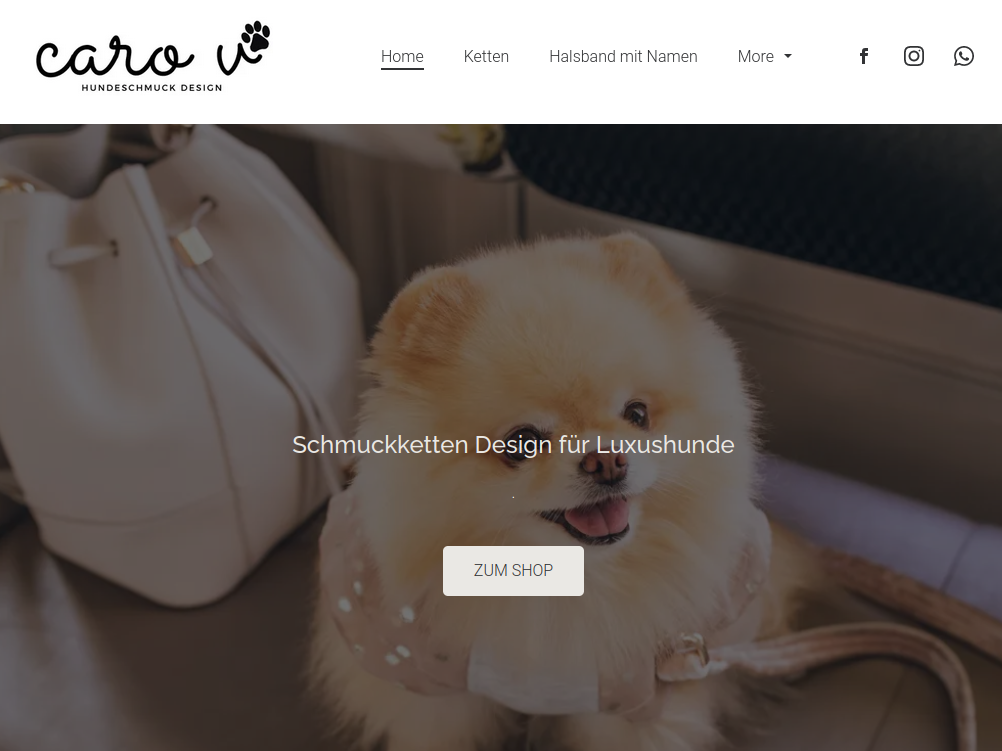 caro v
HUNDESCHMUCK DESIGN
Home
Ketten
Halsband mit Namen
More
Schmuckketten Design für Luxushunde
.
ZUM SHOP